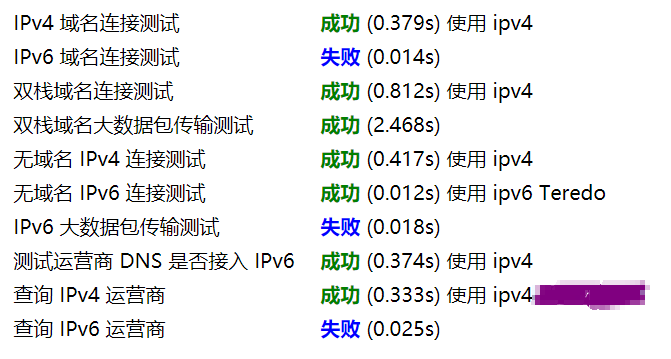 IPv4 域名连接测试 成功 (0.379s) 使用 ipv4
IPv6 域名连接测试 失败 (0.014s)
双栈域名连接测试 成功 (0.812s) 使用 ipv4
双栈域名大数据包传输测试 成功 (2.468s)
无域名 IPv4 连接测试 成功 (0.417s) 使用 ipv4
无域名 IPv6 连接测试 成功 (0.012s) 使用 ipv6 Teredo
IPv6 大数据包传输测试 失败 (0.018s)
测试运营商 DNS 是否接入 IPv6 成功 (0.374s) 使用 ipv4
查询 IPv4 运营商 成功 (0.333s) 使用 ipv4
查询 IPv6 运营商 失败 (0.025s)